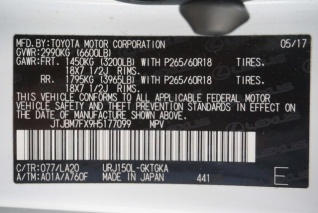 MFD.BY:TOYOTA MOTOR CORPORATION 05/17
GVWR:2990KG (6600LB)
GAWR:FRT. 1450KG (3200LB) WITH P265/60R18 TIRES.
18X7 1/2J RIMS.
RR. 1795KG (3965LB) WITH P265/60R18 TIRES.
18X7 1/2J RIMS.
THIS VEHICLE CONFORMS TO ALL APPLICABLE
FEDERAL MOTOR VEHICLE SAFETY AND THEFT
PREVENTION STANDARDS IN EFFECT ON THE DATE
OF MANUFACTURE SHOWN ABOVE.
JTJBM7FX9H5177099 MPV
C/TR:077/LA20 URJ150L-GKTGKA
A/TM:A01A/A760F MADE IN JAPAN 441 E